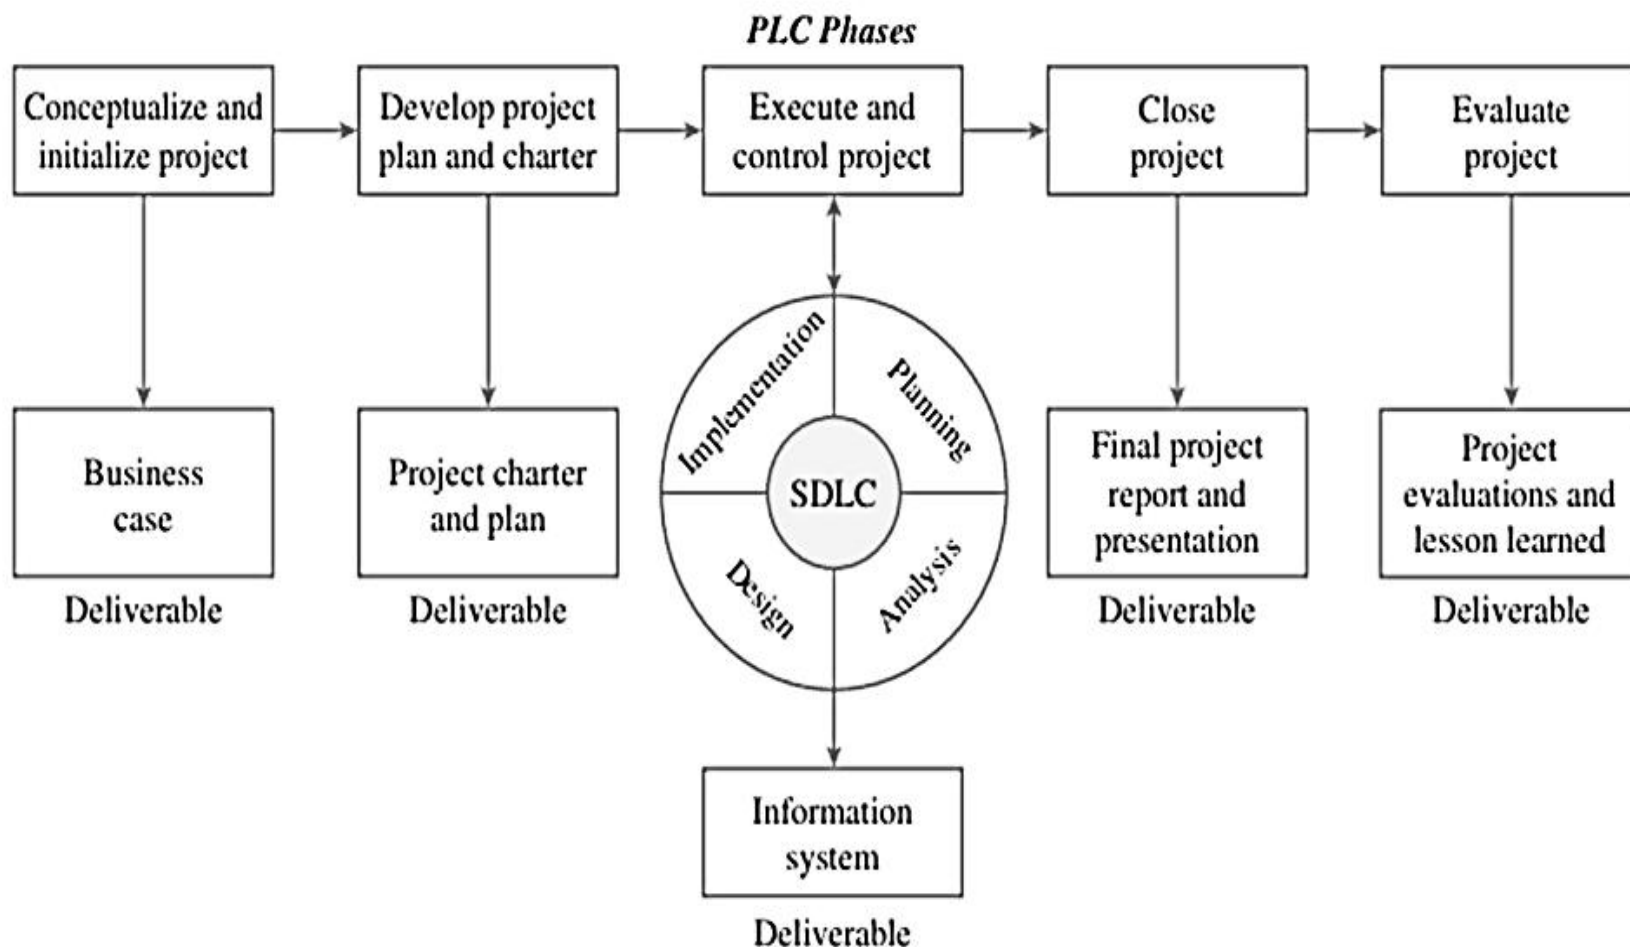 PLC Phases
Conceptualize and
initialize project
Develop project
plan and charter
Execute and
control project
Close
project
Evaluate
project
Implementation
Planning
SDLC
Design
Analysis
Business
case
Deliverable
Project charter
and plan
Deliverable
Final project
report and
presentation
Deliverable
Project
evaluations and
lesson learned
Deliverable
Information
system
Deliverable